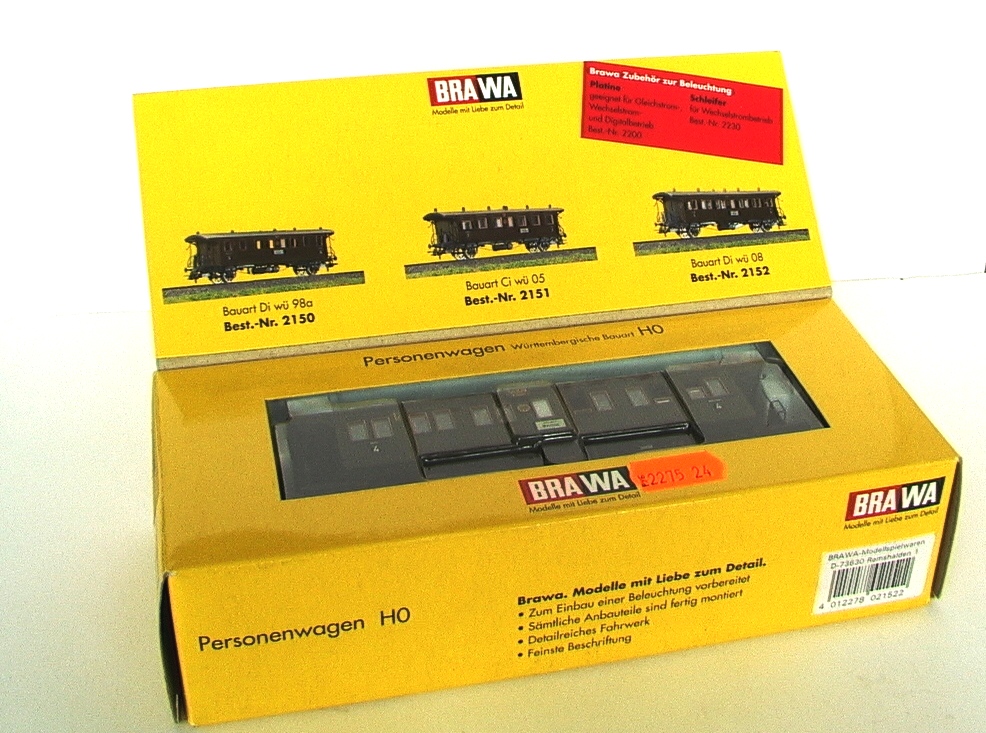 BRAWA
Modelle mit Liebe zum Detail
Brawa Zubehör zur Beleuchtung
Platine
geeignet für Gleichstrom-,
Wechselstrom-
und Digitalbetrieb
Best.-Nr. 2200
Schleifer
für Wechselstrombetrieb
Best.-Nr. 2230
Bauart Di wü 98a
Best.-Nr. 2150
Bauart Ci wü 05
Best.-Nr. 2151
Bauart Di wü 08
Best.-Nr. 2152
Personenwagen Württembergische Bauart H0
4
4
BRAWA
Modelle mit Liebe zum Detail
2275 24
BRAWA
Modelle mit Liebe zum Detail
Personenwagen H0
Brawa. Modelle mit Liebe zum Detail.
• Zum Einbau einer Beleuchtung vorbereitet
• Sämtliche Anbauteile sind fertig montiert
• Detailreiches Fahrwerk
• Feinste Beschriftung
BRAWA-Modellspielwaren
D-73630 Remshalden 1
4 012278 021522